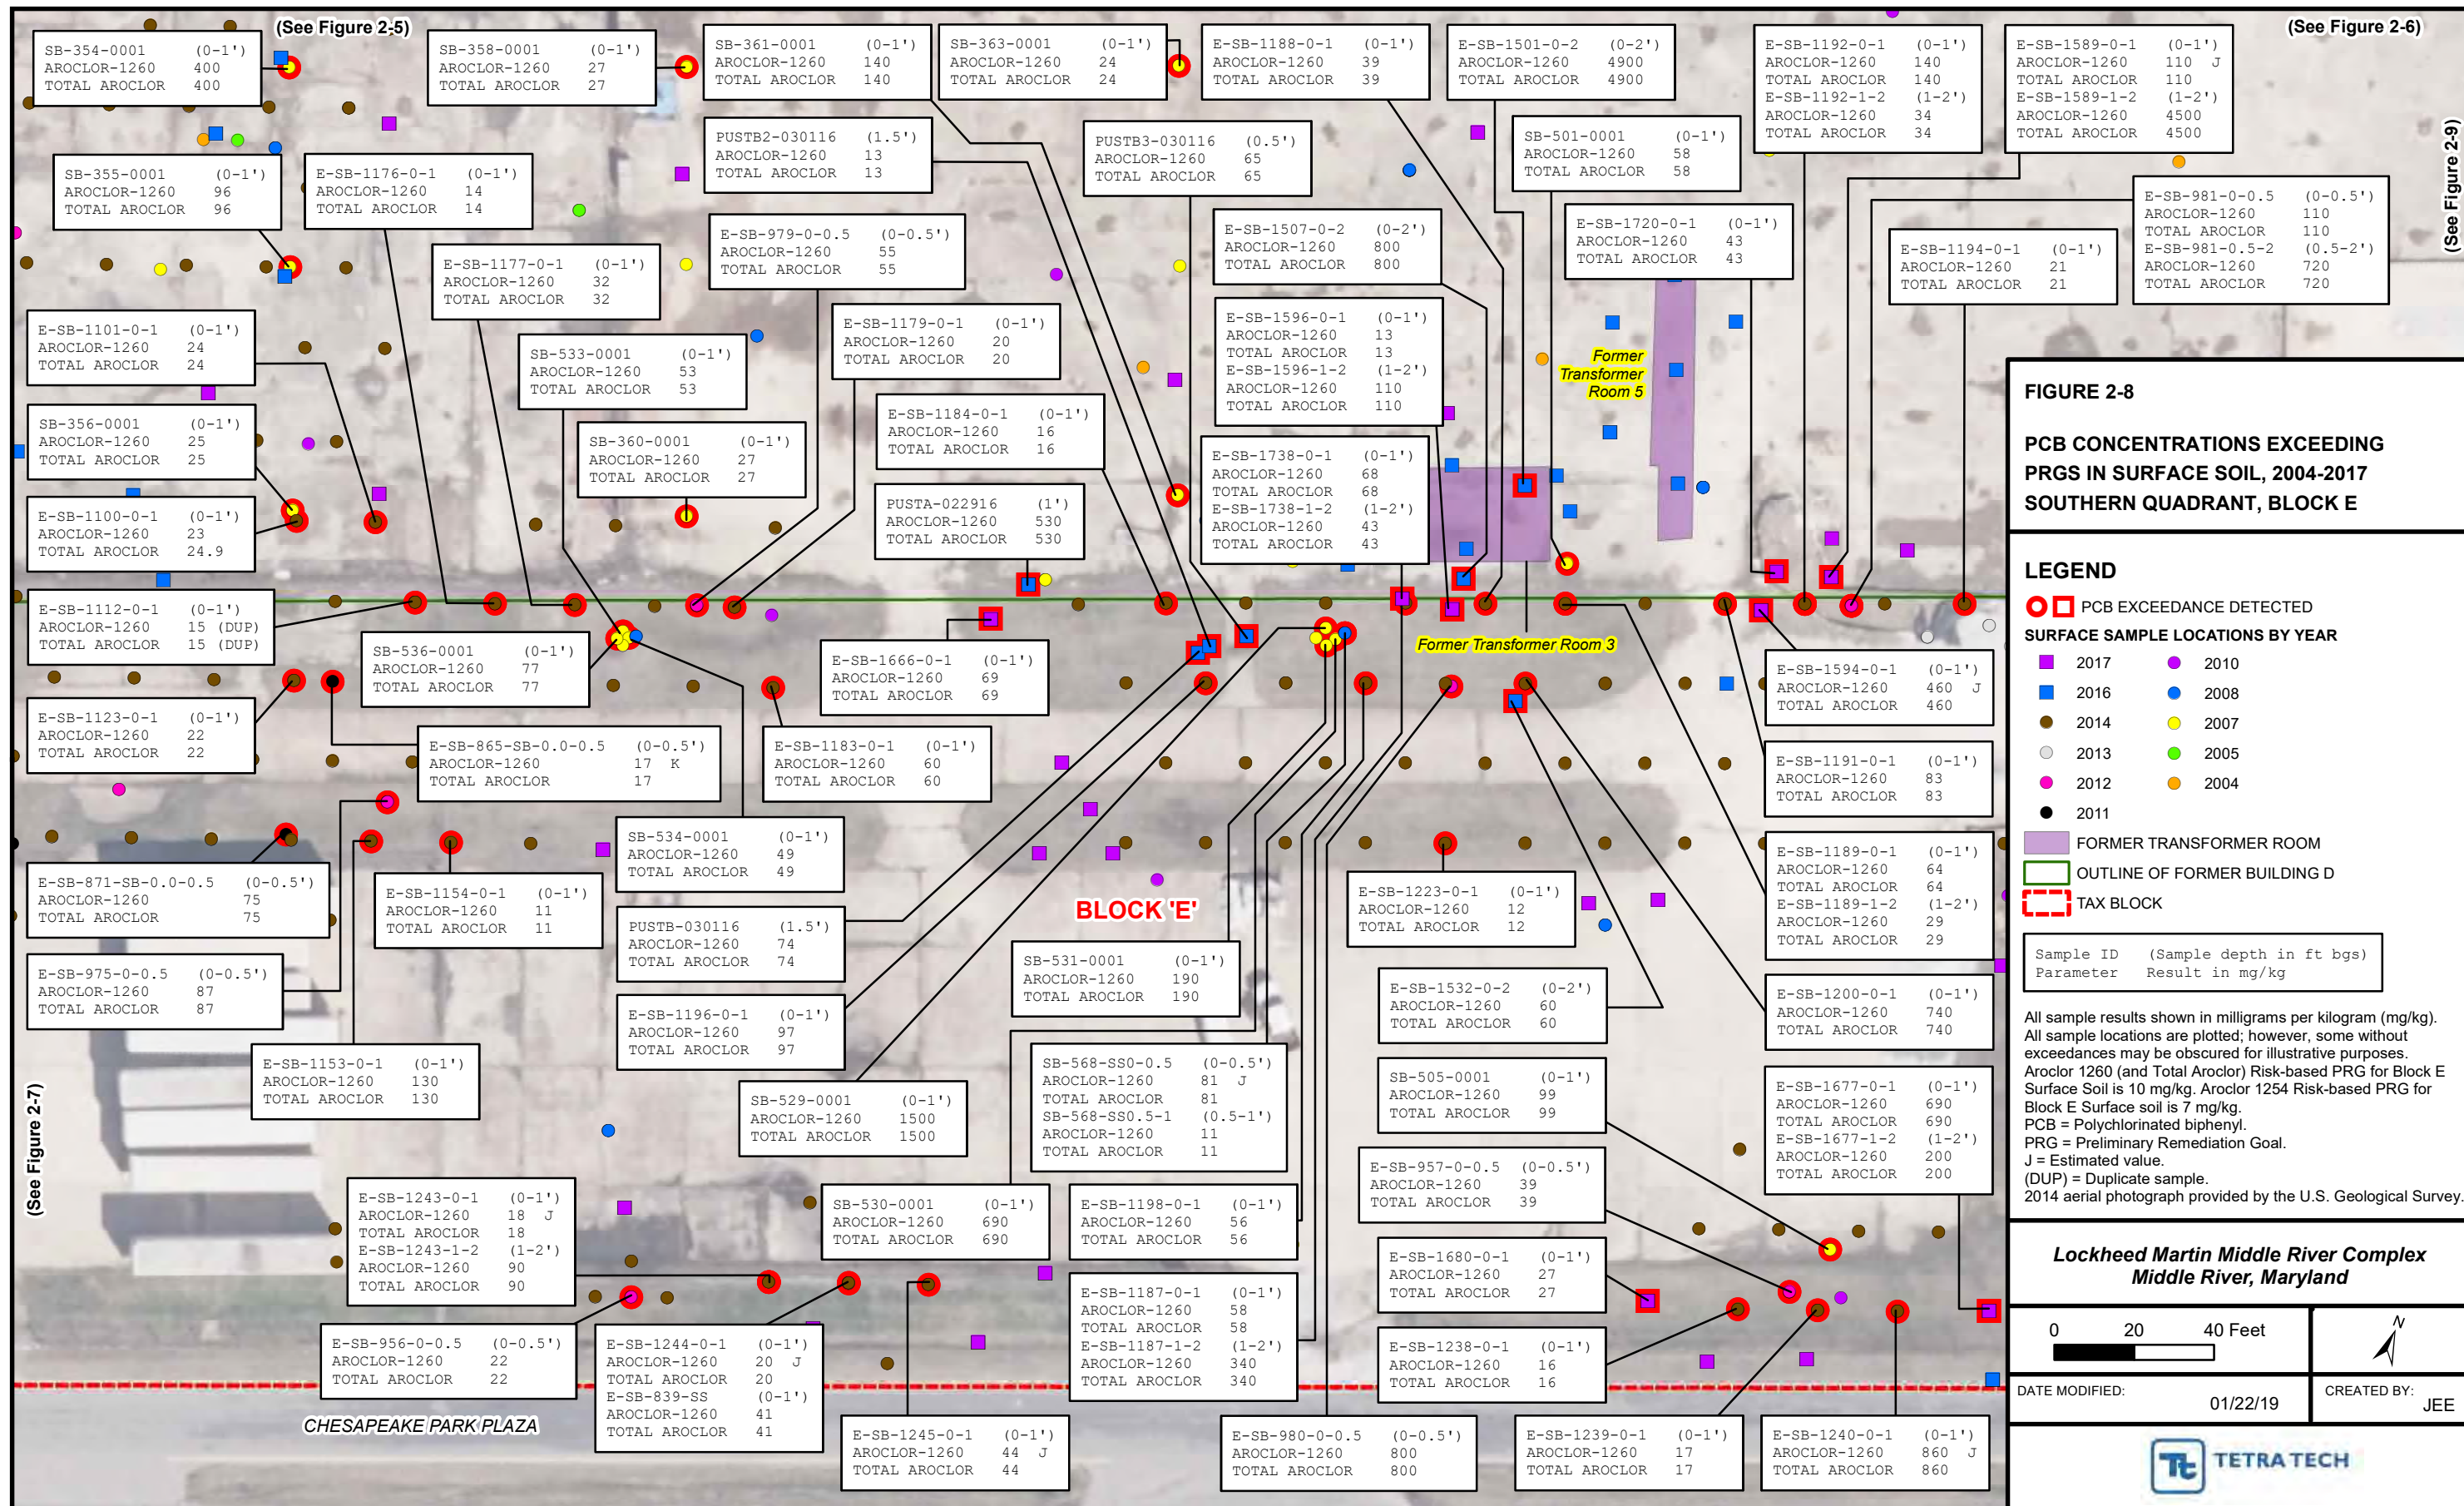 (See Figure 2-5)
(See Figure 2-6)
(See Figure 2-9)
(See Figure 2-7)
SB-354-0001 (0-1')
AROCLOR-1260 400
TOTAL AROCLOR 400
SB-358-0001 (0-1')
AROCLOR-1260 27
TOTAL AROCLOR 27
SB-361-0001 (0-1')
AROCLOR-1260 140
TOTAL AROCLOR 140
SB-363-0001 (0-1')
AROCLOR-1260 24
TOTAL AROCLOR 24
E-SB-1188-0-1 (0-1')
AROCLOR-1260 39
TOTAL AROCLOR 39
E-SB-1501-0-2 (0-2')
AROCLOR-1260 4900
TOTAL AROCLOR 4900
E-SB-1192-0-1 (0-1')
AROCLOR-1260 140
TOTAL AROCLOR 140
E-SB-1192-1-2 (1-2')
AROCLOR-1260 34
TOTAL AROCLOR 34
E-SB-1589-0-1 (0-1')
AROCLOR-1260 110 J
TOTAL AROCLOR 110
E-SB-1589-1-2 (1-2')
AROCLOR-1260 4500
TOTAL AROCLOR 4500
PUSTB2-030116 (1.5')
AROCLOR-1260 13
TOTAL AROCLOR 13
PUSTB3-030116 (0.5')
AROCLOR-1260 65
TOTAL AROCLOR 65
SB-501-0001 (0-1')
AROCLOR-1260 58
TOTAL AROCLOR 58
SB-355-0001 (0-1')
AROCLOR-1260 96
TOTAL AROCLOR 96
E-SB-1176-0-1 (0-1')
AROCLOR-1260 14
TOTAL AROCLOR 14
E-SB-981-0-0.5 (0-0.5')
AROCLOR-1260 110
TOTAL AROCLOR 110
E-SB-981-0.5-2 (0.5-2')
AROCLOR-1260 720
TOTAL AROCLOR 720
E-SB-979-0-0.5 (0-0.5')
AROCLOR-1260 55
TOTAL AROCLOR 55
E-SB-1507-0-2 (0-2')
AROCLOR-1260 800
TOTAL AROCLOR 800
E-SB-1720-0-1 (0-1')
AROCLOR-1260 43
TOTAL AROCLOR 43
E-SB-1194-0-1 (0-1')
AROCLOR-1260 21
TOTAL AROCLOR 21
E-SB-1177-0-1 (0-1')
AROCLOR-1260 32
TOTAL AROCLOR 32
E-SB-1101-0-1 (0-1')
AROCLOR-1260 24
TOTAL AROCLOR 24
SB-533-0001 (0-1')
AROCLOR-1260 53
TOTAL AROCLOR 53
E-SB-1179-0-1 (0-1')
AROCLOR-1260 20
TOTAL AROCLOR 20
E-SB-1596-0-1 (0-1')
AROCLOR-1260 13
TOTAL AROCLOR 13
E-SB-1596-1-2 (1-2')
AROCLOR-1260 110
TOTAL AROCLOR 110
Former
Transformer
Room 5
SB-356-0001 (0-1')
AROCLOR-1260 25
TOTAL AROCLOR 25
SB-360-0001 (0-1')
AROCLOR-1260 27
TOTAL AROCLOR 27
E-SB-1184-0-1 (0-1')
AROCLOR-1260 16
TOTAL AROCLOR 16
E-SB-1738-0-1 (0-1')
AROCLOR-1260 68
TOTAL AROCLOR 68
E-SB-1738-1-2 (1-2')
AROCLOR-1260 43
TOTAL AROCLOR 43
E-SB-1100-0-1 (0-1')
AROCLOR-1260 23
TOTAL AROCLOR 24.9
PUSTA-022916 (1')
AROCLOR-1260 530
TOTAL AROCLOR 530
E-SB-1112-0-1 (0-1')
AROCLOR-1260 15 (DUP)
TOTAL AROCLOR 15 (DUP)
SB-536-0001 (0-1')
AROCLOR-1260 77
TOTAL AROCLOR 77
E-SB-1666-0-1 (0-1')
AROCLOR-1260 69
TOTAL AROCLOR 69
Former Transformer Room 3
E-SB-1594-0-1 (0-1')
AROCLOR-1260 460 J
TOTAL AROCLOR 460
E-SB-1123-0-1 (0-1')
AROCLOR-1260 22
TOTAL AROCLOR 22
E-SB-865-SB-0.0-0.5 (0-0.5')
AROCLOR-1260 17 K
TOTAL AROCLOR 17
E-SB-1183-0-1 (0-1')
AROCLOR-1260 60
TOTAL AROCLOR 60
E-SB-1191-0-1 (0-1')
AROCLOR-1260 83
TOTAL AROCLOR 83
SB-534-0001 (0-1')
AROCLOR-1260 49
TOTAL AROCLOR 49
E-SB-1189-0-1 (0-1')
AROCLOR-1260 64
TOTAL AROCLOR 64
E-SB-1189-1-2 (1-2')
AROCLOR-1260 29
TOTAL AROCLOR 29
E-SB-871-SB-0.0-0.5 (0-0.5')
AROCLOR-1260 75
TOTAL AROCLOR 75
E-SB-1154-0-1 (0-1')
AROCLOR-1260 11
TOTAL AROCLOR 11
BLOCK 'E'
E-SB-1223-0-1 (0-1')
AROCLOR-1260 12
TOTAL AROCLOR 12
PUSTB-030116 (1.5')
AROCLOR-1260 74
TOTAL AROCLOR 74
SB-531-0001 (0-1')
AROCLOR-1260 190
TOTAL AROCLOR 190
E-SB-975-0-0.5 (0-0.5')
AROCLOR-1260 87
TOTAL AROCLOR 87
E-SB-1532-0-2 (0-2')
AROCLOR-1260 60
TOTAL AROCLOR 60
E-SB-1200-0-1 (0-1')
AROCLOR-1260 740
TOTAL AROCLOR 740
E-SB-1196-0-1 (0-1')
AROCLOR-1260 97
TOTAL AROCLOR 97
E-SB-1153-0-1 (0-1')
AROCLOR-1260 130
TOTAL AROCLOR 130
SB-568-SS0-0.5 (0-0.5')
AROCLOR-1260 81 J
TOTAL AROCLOR 81
SB-568-SS0.5-1 (0.5-1')
AROCLOR-1260 11
TOTAL AROCLOR 11
SB-505-0001 (0-1')
AROCLOR-1260 99
TOTAL AROCLOR 99
E-SB-1677-0-1 (0-1')
AROCLOR-1260 690
TOTAL AROCLOR 690
E-SB-1677-1-2 (1-2')
AROCLOR-1260 200
TOTAL AROCLOR 200
SB-529-0001 (0-1')
AROCLOR-1260 1500
TOTAL AROCLOR 1500
E-SB-957-0-0.5 (0-0.5')
AROCLOR-1260 39
TOTAL AROCLOR 39
E-SB-1243-0-1 (0-1')
AROCLOR-1260 18 J
TOTAL AROCLOR 18
E-SB-1243-1-2 (1-2')
AROCLOR-1260 90
TOTAL AROCLOR 90
SB-530-0001 (0-1')
AROCLOR-1260 690
TOTAL AROCLOR 690
E-SB-1198-0-1 (0-1')
AROCLOR-1260 56
TOTAL AROCLOR 56
E-SB-1680-0-1 (0-1')
AROCLOR-1260 27
TOTAL AROCLOR 27
E-SB-1187-0-1 (0-1')
AROCLOR-1260 58
TOTAL AROCLOR 58
E-SB-1187-1-2 (1-2')
AROCLOR-1260 340
TOTAL AROCLOR 340
E-SB-956-0-0.5 (0-0.5')
AROCLOR-1260 22
TOTAL AROCLOR 22
E-SB-1244-0-1 (0-1')
AROCLOR-1260 20 J
TOTAL AROCLOR 20
E-SB-839-SS (0-1')
AROCLOR-1260 41
TOTAL AROCLOR 41
E-SB-1238-0-1 (0-1')
AROCLOR-1260 16
TOTAL AROCLOR 16
CHESAPEAKE PARK PLAZA
E-SB-1245-0-1 (0-1')
AROCLOR-1260 44 J
TOTAL AROCLOR 44
E-SB-980-0-0.5 (0-0.5')
AROCLOR-1260 800
TOTAL AROCLOR 800
E-SB-1239-0-1 (0-1')
AROCLOR-1260 17
TOTAL AROCLOR 17
E-SB-1240-0-1 (0-1')
AROCLOR-1260 860 J
TOTAL AROCLOR 860
FIGURE 2-8
PCB CONCENTRATIONS EXCEEDING
PRGS IN SURFACE SOIL, 2004-2017
SOUTHERN QUADRANT, BLOCK E
LEGEND
PCB EXCEEDANCE DETECTED
SURFACE SAMPLE LOCATIONS BY YEAR
2017 2010
2016 2008
2014 2007
2013 2005
2012 2004
2011
FORMER TRANSFORMER ROOM
OUTLINE OF FORMER BUILDING D
TAX BLOCK
Sample ID (Sample depth in ft bgs)
Parameter Result in mg/kg
All sample results shown in milligrams per kilogram (mg/kg).
All sample locations are plotted; however, some without
exceedances may be obscured for illustrative purposes.
Aroclor 1260 (and Total Aroclor) Risk-based PRG for Block E
Surface Soil is 10 mg/kg. Aroclor 1254 Risk-based PRG for
Block E Surface soil is 7 mg/kg.
PCB = Polychlorinated biphenyl.
PRG = Preliminary Remediation Goal.
J = Estimated value.
(DUP) = Duplicate sample.
2014 aerial photograph provided by the U.S. Geological Survey.
Lockheed Martin Middle River Complex
Middle River, Maryland
0 20 40 Feet
N
DATE MODIFIED: 01/22/19
CREATED BY: JEE
Tt TETRA TECH